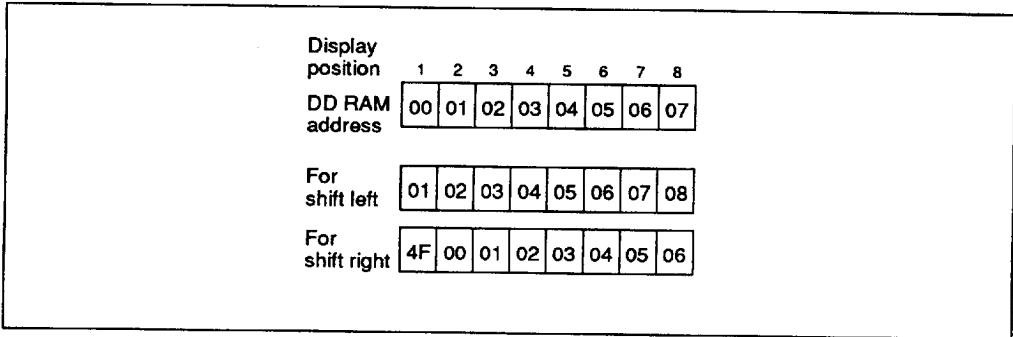 Display
position 1 2 3 4 5 6 7 8
DD RAM
address 00 01 02 03 04 05 06 07
For
shift left 01 02 03 04 05 06 07 08
For
shift right 4F 00 01 02 03 04 05 06